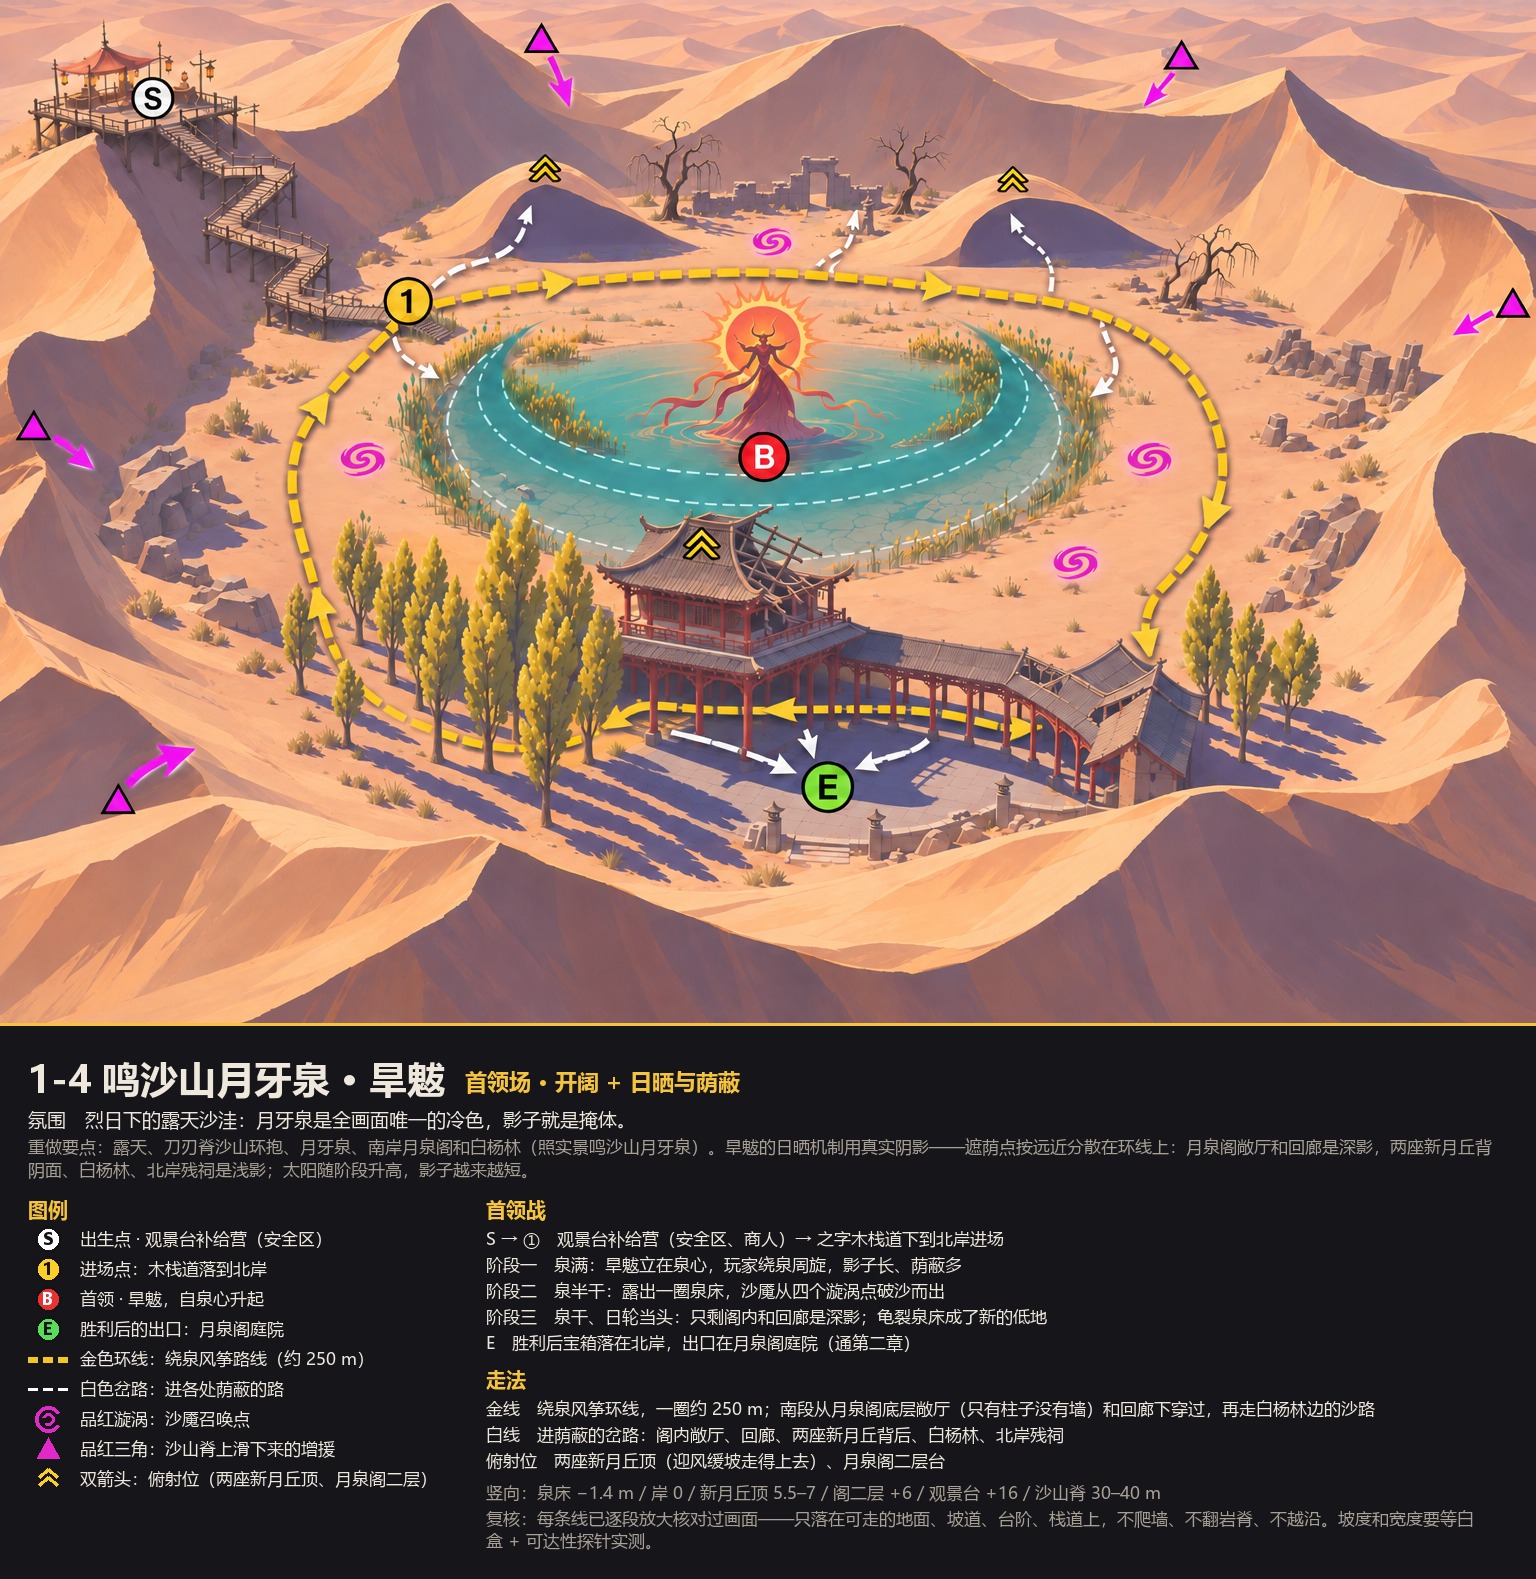 S
1
B
E
1-4 鸣沙山月牙泉·旱魃 首领场·开阔 + 日晒与荫蔽
氛围 烈日下的露天沙洼：月牙泉是全画面唯一的冷色，影子就是掩体。
重做要点：露天、刀刃脊沙山环抱、月牙泉、南岸月泉阁和白杨林（照实景鸣沙山月牙泉）。旱魃的日晒机制用真实阴影——遮荫点按远近分散在环线上：月泉阁敞厅和回廊是深影，两座新月丘背
阴面、白杨林、北岸残祠是浅影；太阳随阶段升高，影子越来越短。
图例
S 出生点·观景台补给营（安全区）
1 进场点：木栈道落到北岸
B 首领·旱魃，自泉心升起
E 胜利后的出口：月泉阁庭院
金色环线：绕泉风筝路线（约 250 m）
白色岔路：进各处荫蔽的路
品红漩涡：沙魇召唤点
品红三角：沙山脊上滑下来的增援
双箭头：俯射位（两座新月丘顶、月泉阁二层）
首领战
S → ① 观景台补给营（安全区、商人）→ 之字木栈道下到北岸进场
阶段一 泉满：旱魃立在泉心，玩家绕泉周旋，影子长、荫蔽多
阶段二 泉半干：露出一圈泉床，沙魇从四个漩涡点破沙而出
阶段三 泉干、日轮当头：只剩阁内和回廊是深影；龟裂泉床成了新的低地
E 胜利后宝箱落在北岸，出口在月泉阁庭院（通第二章）
走法
金线 绕泉风筝环线，一圈约 250 m；南段从月泉阁底层敞厅（只有柱子没有墙）和回廊下穿过，再走白杨林边的沙路
白线 进荫蔽的岔路：阁内敞厅、回廊、两座新月丘背后、白杨林、北岸残祠
俯射位 两座新月丘顶（迎风缓坡走得上去）、月泉阁二层台
竖向：泉床 −1.4 m / 岸 0 / 新月丘顶 5.5–7 / 阁二层 +6 / 观景台 +16 / 沙山脊 30–40 m
复核：每条线已逐段放大核对过画面——只落在可走的地面、坡道、台阶、栈道上，不爬墙、不翻岩脊、不越沿。坡度和宽度要等白
盒 + 可达性探针实测。